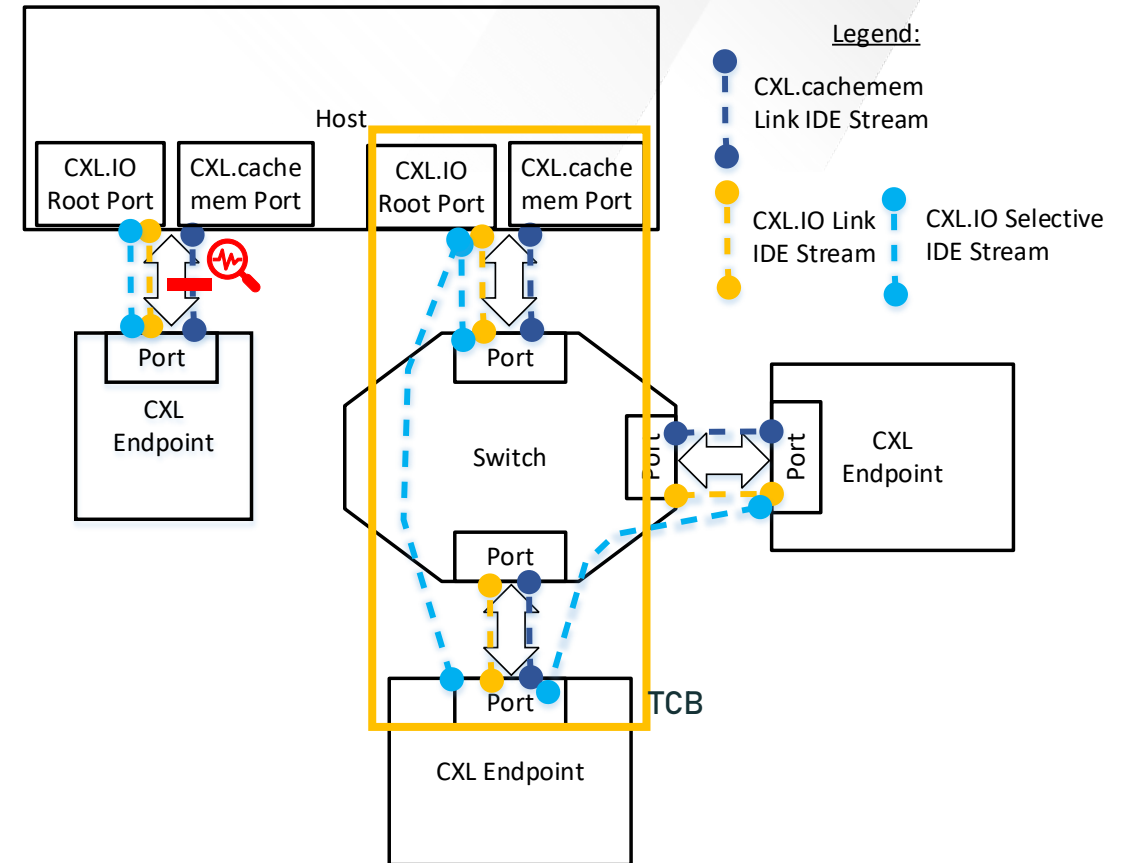 Legend:
CXL.cachemem
Link IDE Stream
CXL.IO Link
IDE Stream
CXL.IO Selective
IDE Stream
Host
CXL.IO
Root Port
CXL.cache
mem Port
CXL.IO
Root Port
CXL.cache
mem Port
Port
CXL
Endpoint
Port
Switch
Port
Port
CXL
Endpoint
Port
Port
TCB
CXL Endpoint